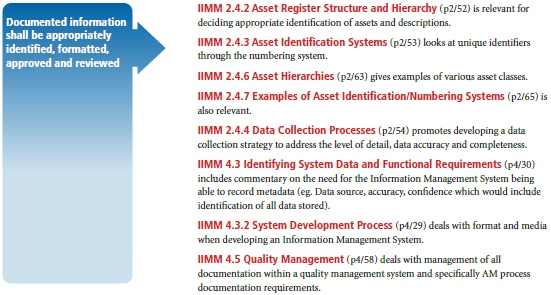 Documented information
shall be appropriately
identified, formatted,
approved and reviewed
IIMM 2.4.2 Asset Register Structure and Hierarchy (p2/52) is relevant for
deciding appropriate identification of assets and descriptions.
IIMM 2.4.3 Asset Identification Systems (p2/53) looks at unique identifiers
through the numbering system.
IIMM 2.4.6 Asset Hierarchies (p2/63) gives examples of various asset classes.
IIMM 2.4.7 Examples of Asset Identification/Numbering Systems (p2/65) is
also relevant.
IIMM 2.4.4 Data Collection Processes (p2/54) promotes developing a data
collection strategy to address the level of detail, data accuracy and completeness.
IIMM 4.3 Identifying System Data and Functional Requirements (p4/30)
includes commentary on the need for the Information Management System being
able to record metadata (eg. Data source, accuracy, confidence which would include
identification of all data stored).
IIMM 4.3.2 System Development Process (p4/29) deals with format and media
when developing an Information Management System.
IIMM 4.5 Quality Management (p4/58) deals with management of all
documentation within a quality management system and specifically AM process
documentation requirements.